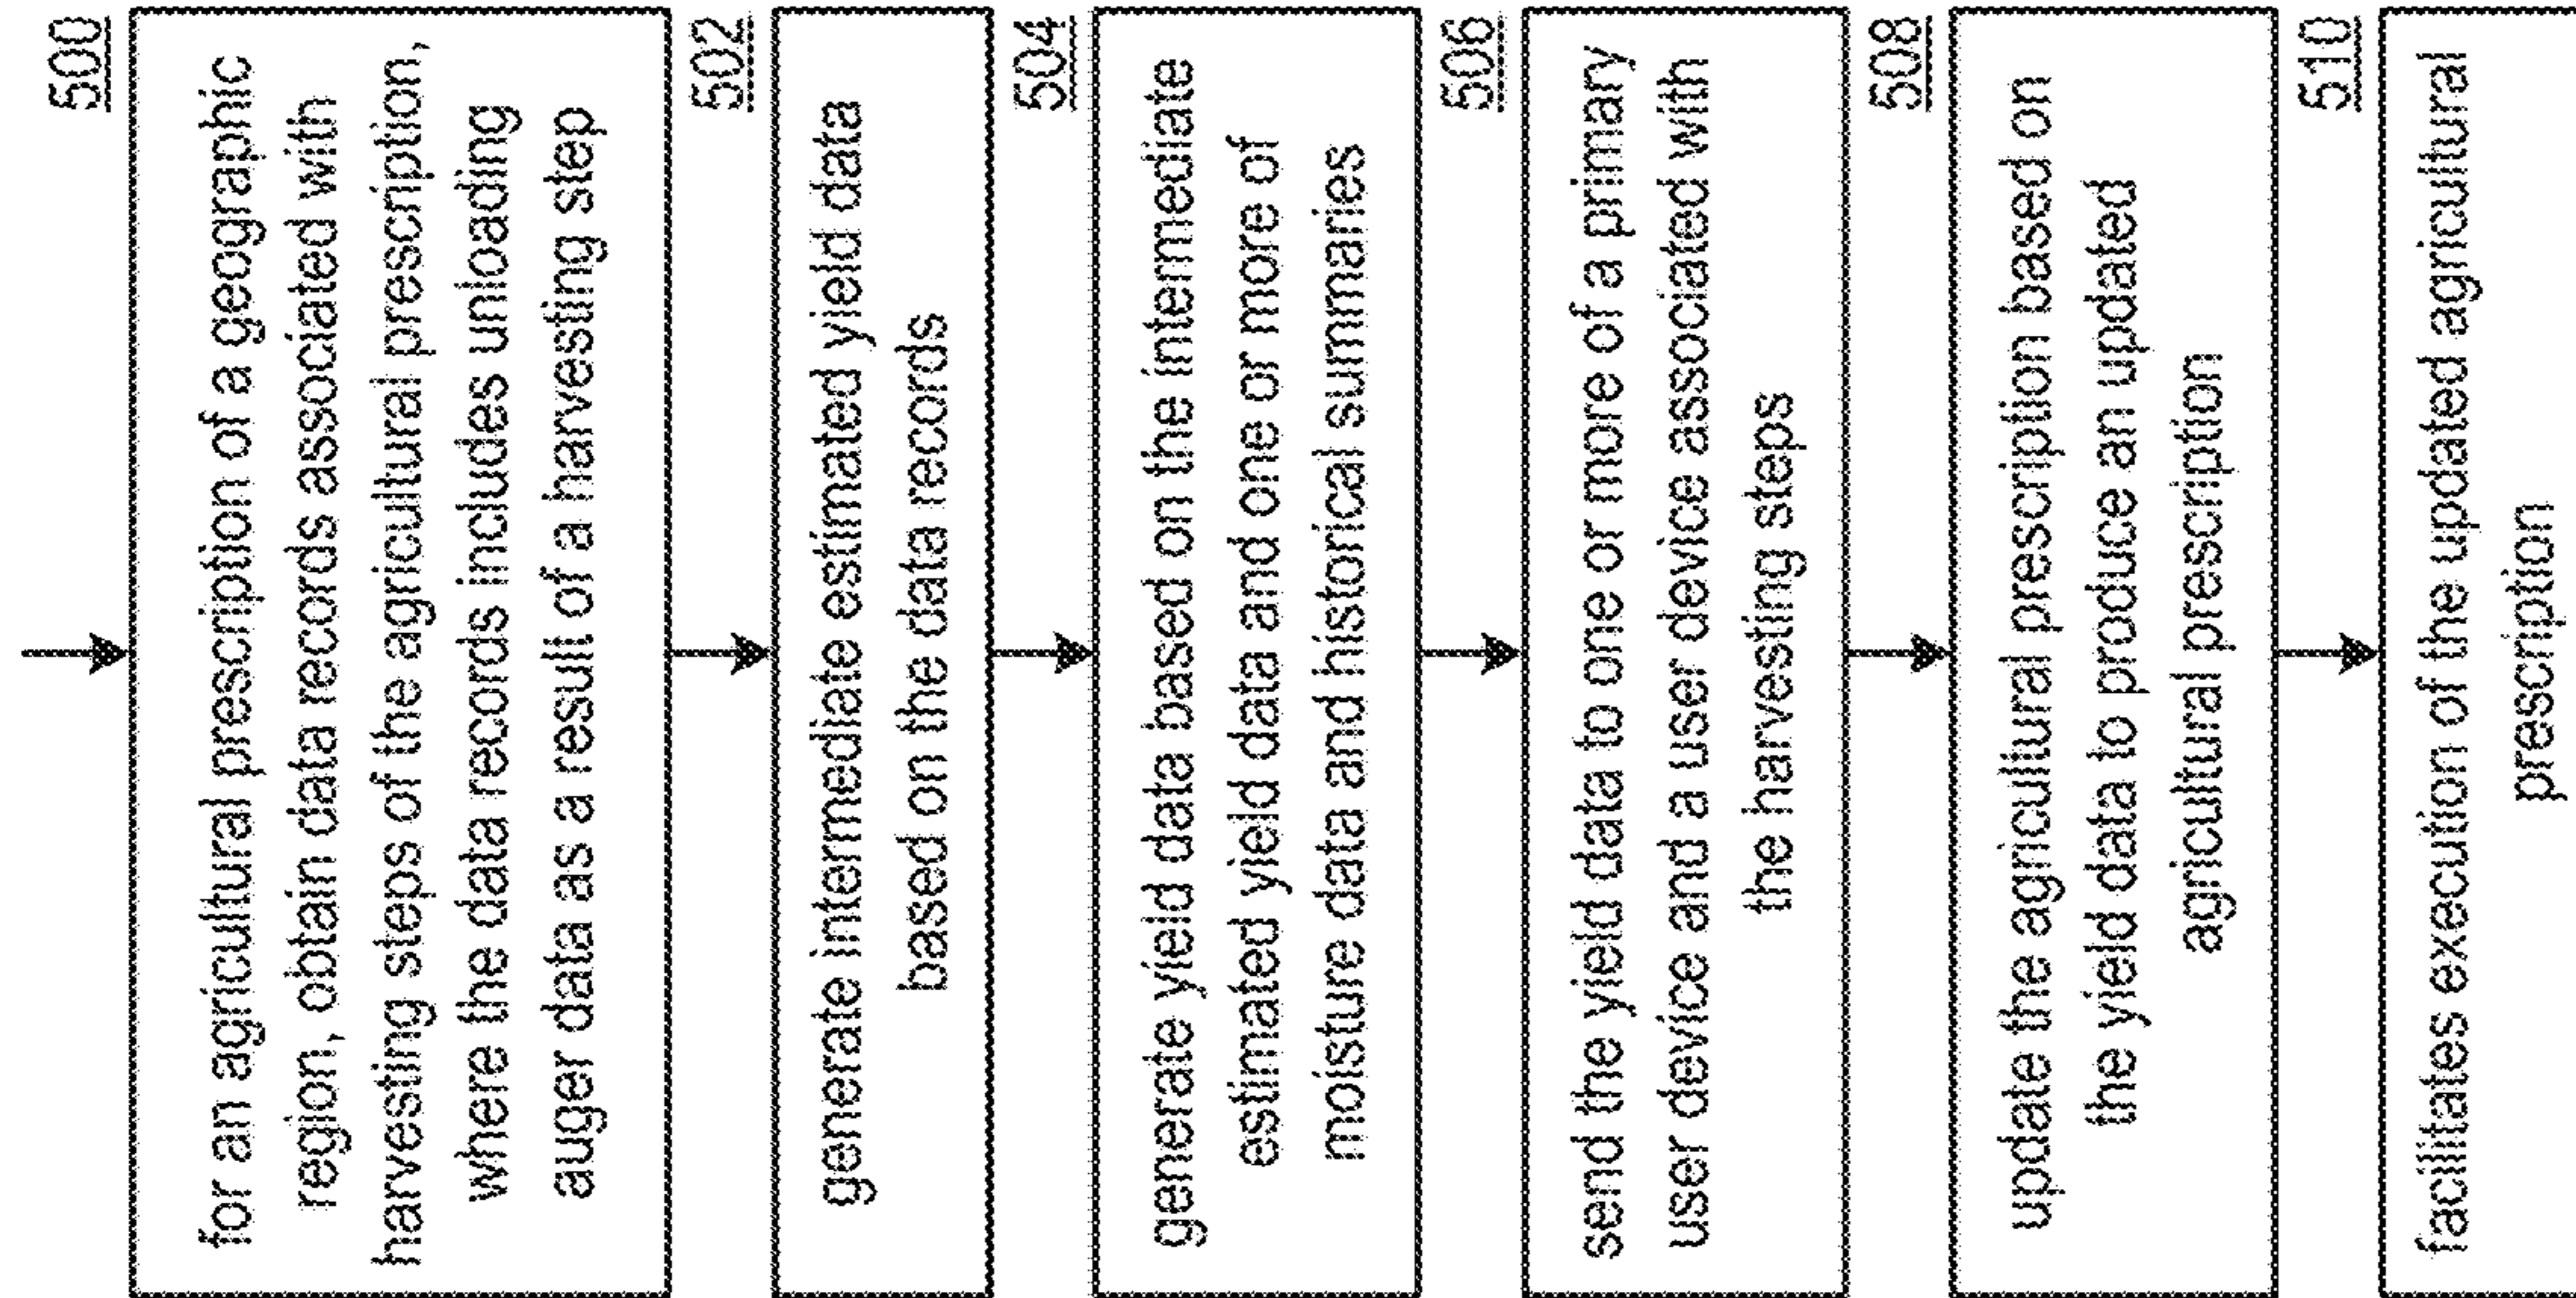 500
for an agricultural prescription of a geographic
region, obtain data records associated with
harvesting steps of the agricultural prescription,
where the data records includes unloading
auger data as a result of a harvesting step
502
generate intermediate estimated yield data
based on the data records
504
generate yield data based on the intermediate
estimated yield data and one or more of
moisture data and historical summaries
506
send the yield data to one or more of a primary
user device and a user device associated with
the harvesting steps
508
update the agricultural prescription based on
the yield data to produce an updated
agricultural prescription
510
facilitates execution of the updated agricultural
prescription